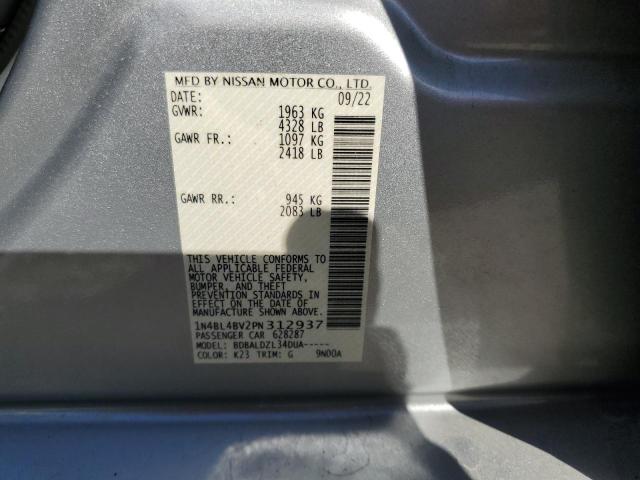 MFD BY NISSAN MOTOR CO., LTD.
DATE: 09/22
GVWR: 1963 KG
4328 LB
GAWR FR.: 1097 KG
2418 LB
GAWR RR.: 945 KG
2083 LB
THIS VEHICLE CONFORMS TO
ALL APPLICABLE FEDERAL
MOTOR VEHICLE SAFETY,
BUMPER, AND THEFT
PREVENTION STANDARDS IN
EFFECT ON THE DATE OF
MANUFACTURE SHOWN ABOVE.
1N4BL4BV2PN312937
PASSENGER CAR 628287
MODEL: BDBALDZL34DUA-----
COLOR: K23 TRIM: G 9N00A